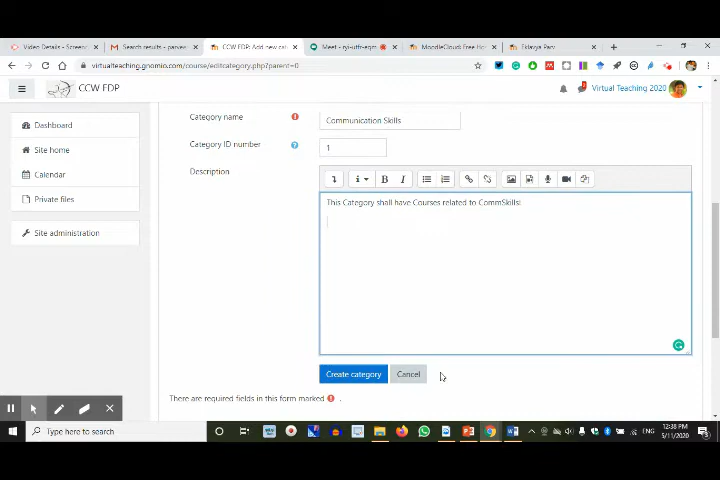 Video Details - Screen
Search results - parvee
CCW FDP: Add new cat
Meet - ryi-utfr-aqm
MoodleCloud: Free Ho
Eklavya Parv
virtualteaching.gnomio.com/course/editcategory.php?parent=0
CCW FDP
Virtual Teaching 2020
Dashboard
Site home
Calendar
Private files
Site administration
Category name
Communication Skills
Category ID number
1
Description
B I
This Category shall have Courses related to CommSkills!
Create category
Cancel
There are required fields in this form marked .
Type here to search
ENG
12:38 PM
5/11/2020